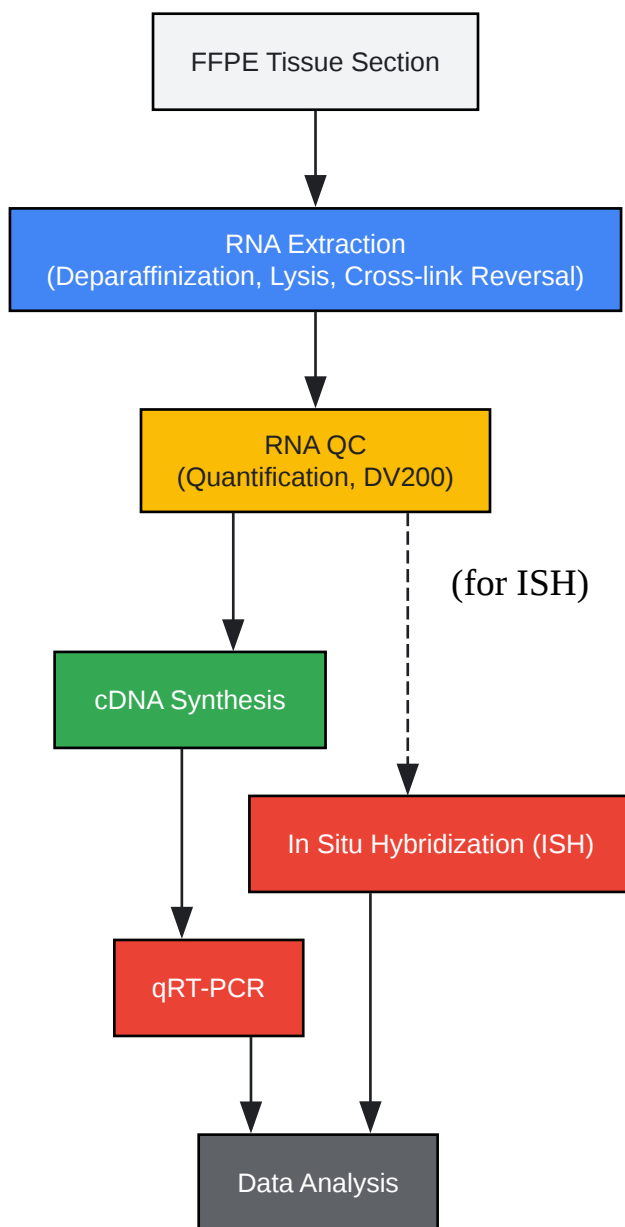 FFPE Tissue Section
RNA Extraction
(Deparaffinization, Lysis, Cross-link Reversal)
RNA QC
(Quantification, DV200)
(for ISH)
cDNA Synthesis
In Situ Hybridization (ISH)
qRT-PCR
Data Analysis